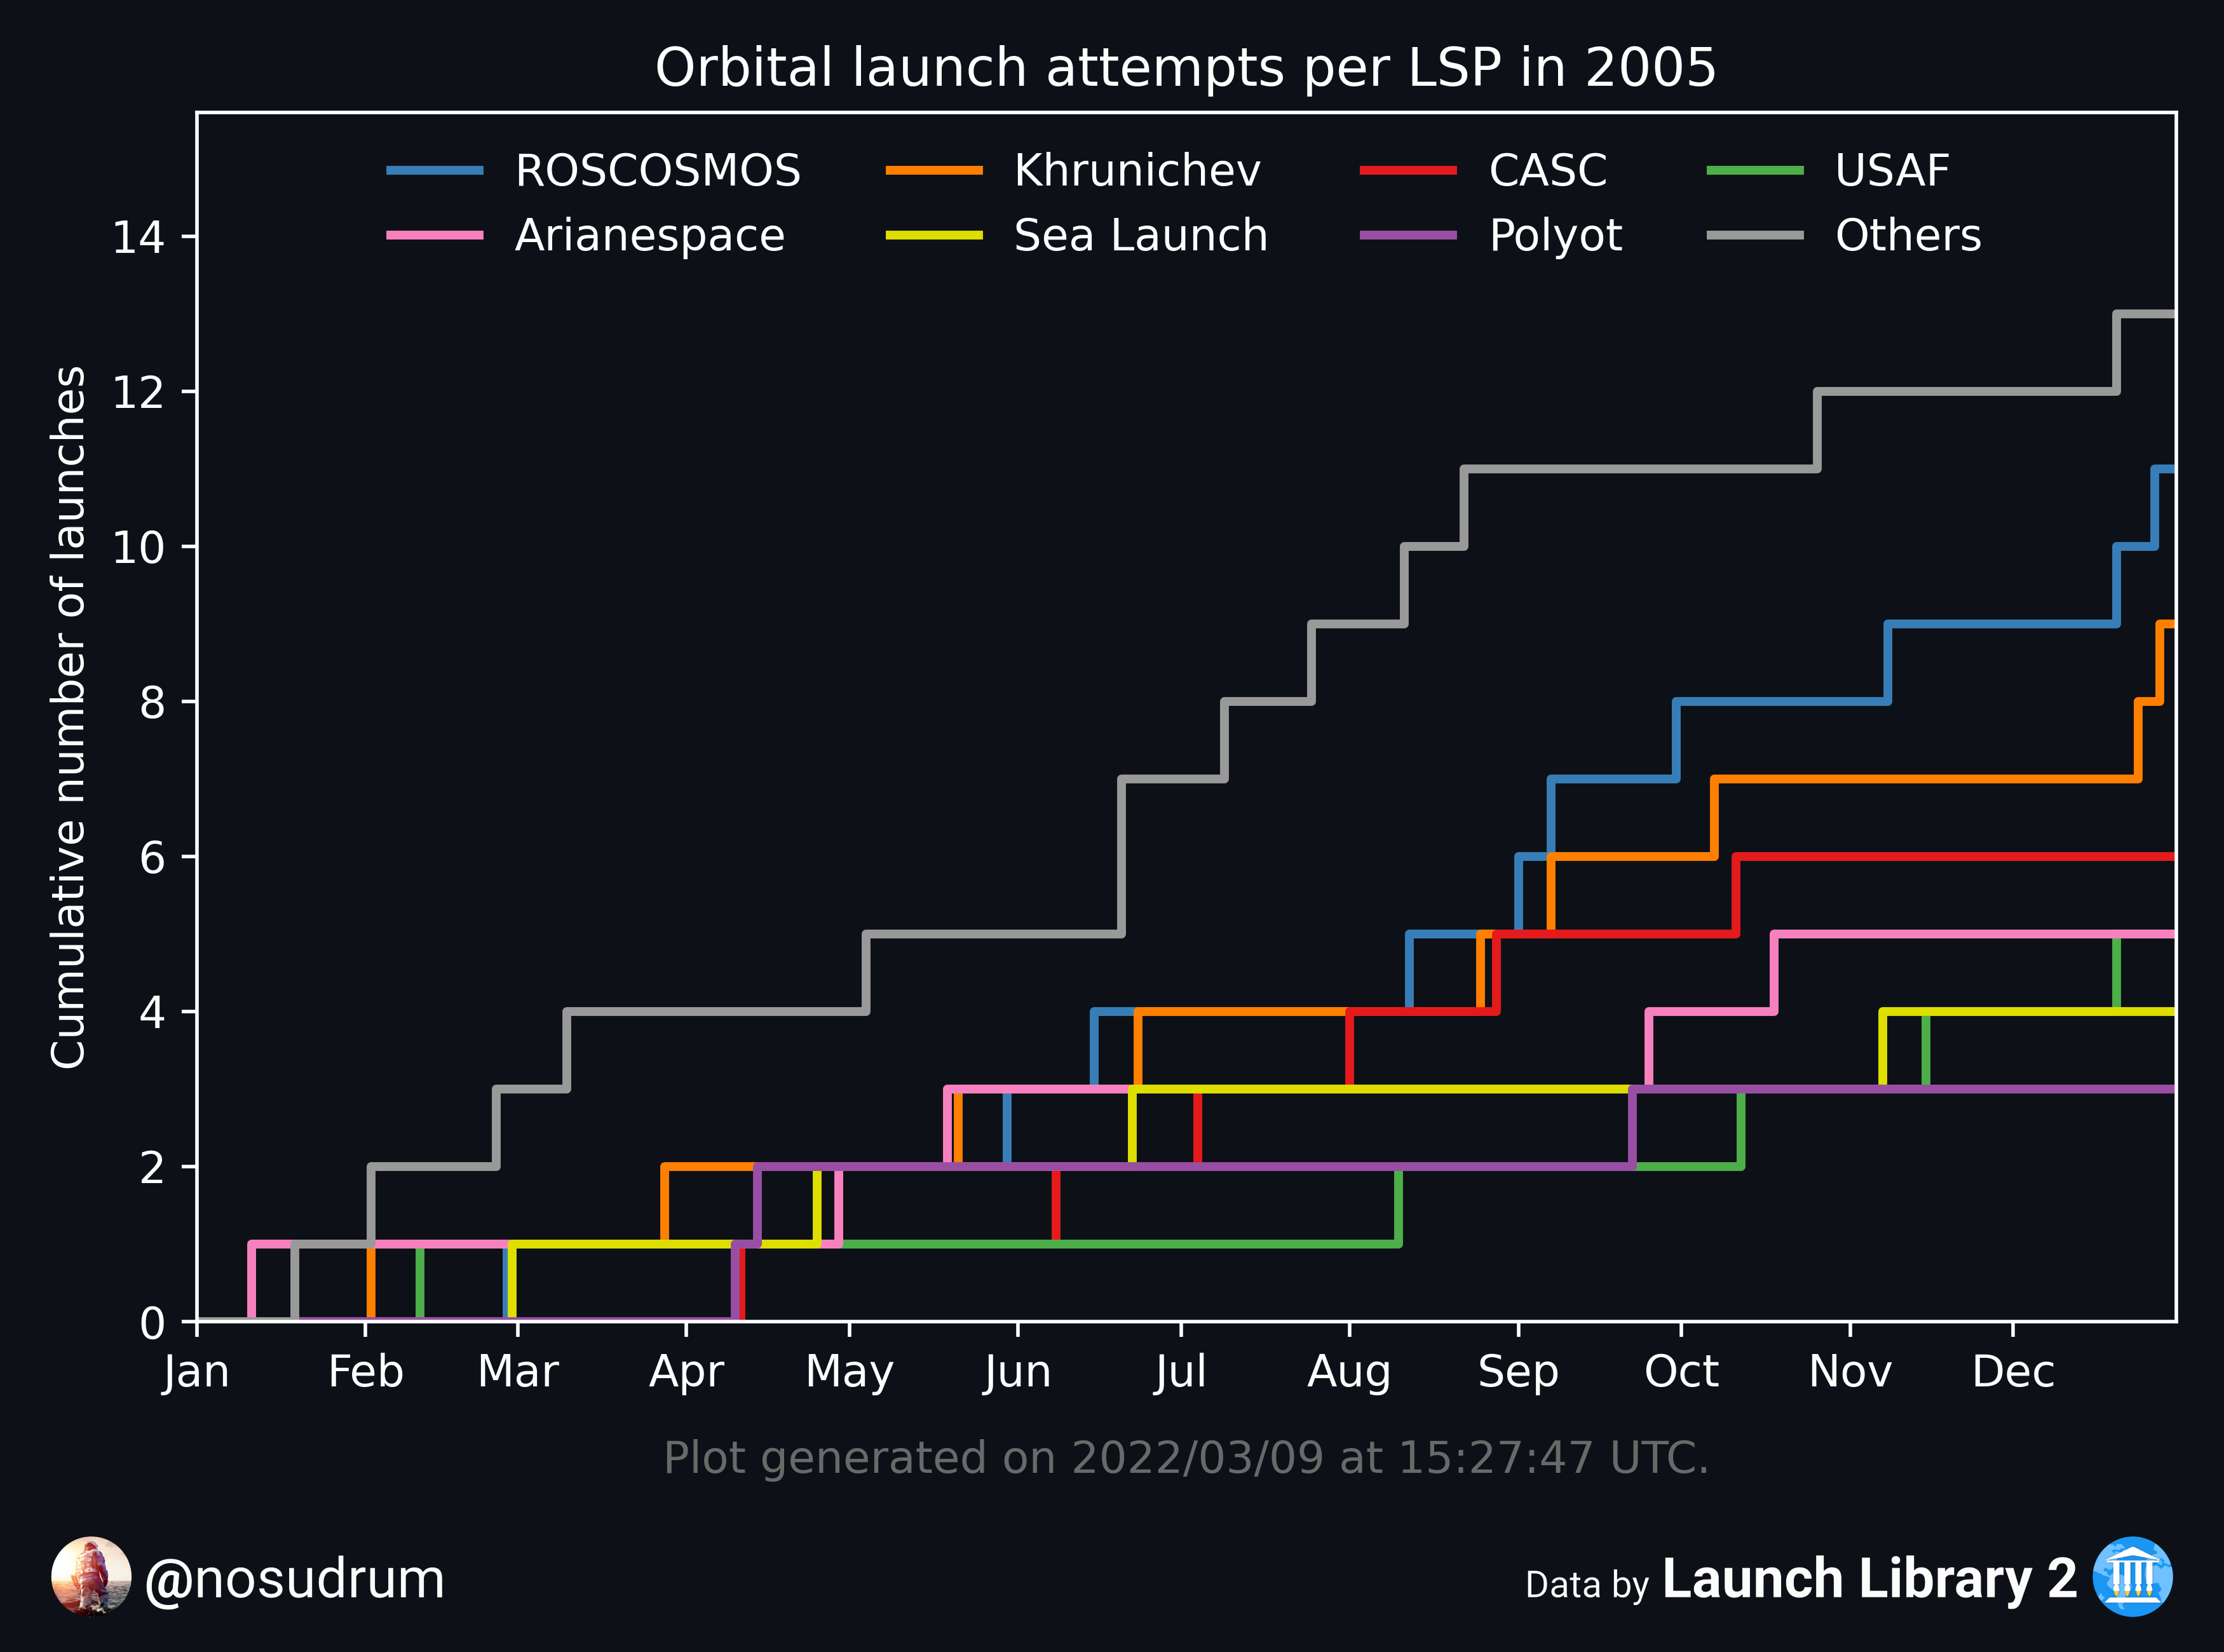 Orbital launch attempts per LSP in 2005
ROSCOSMOS Khrunichev CASC USAF
Arianespace Sea Launch Polyot Others
Cumulative number of launches
14
12
10
8
6
4
2
0
Jan Feb Mar Apr May Jun Jul Aug Sep Oct Nov Dec
Plot generated on 2022/03/09 at 15:27:47 UTC.
@nosudrum
Data by Launch Library 2